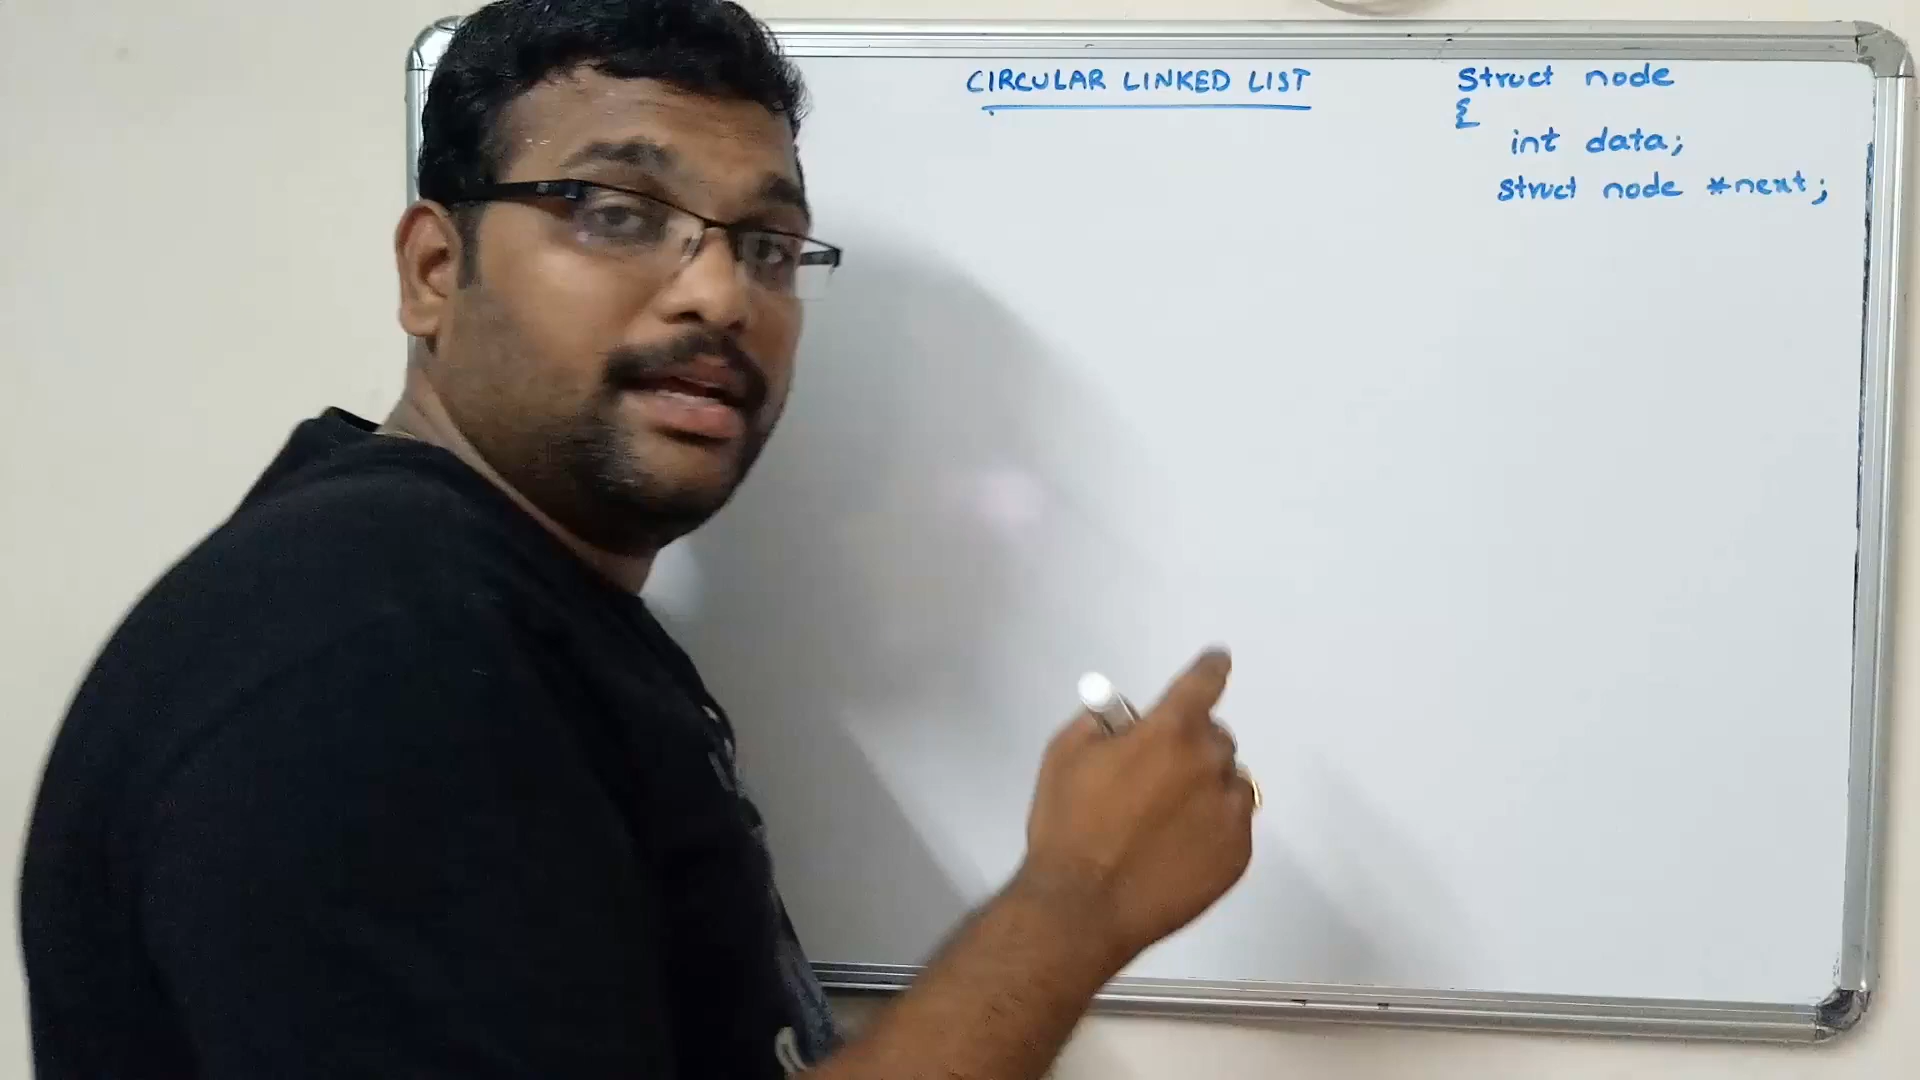 CIRCULAR LINKED LIST
struct node
{
int data;
struct node *next;